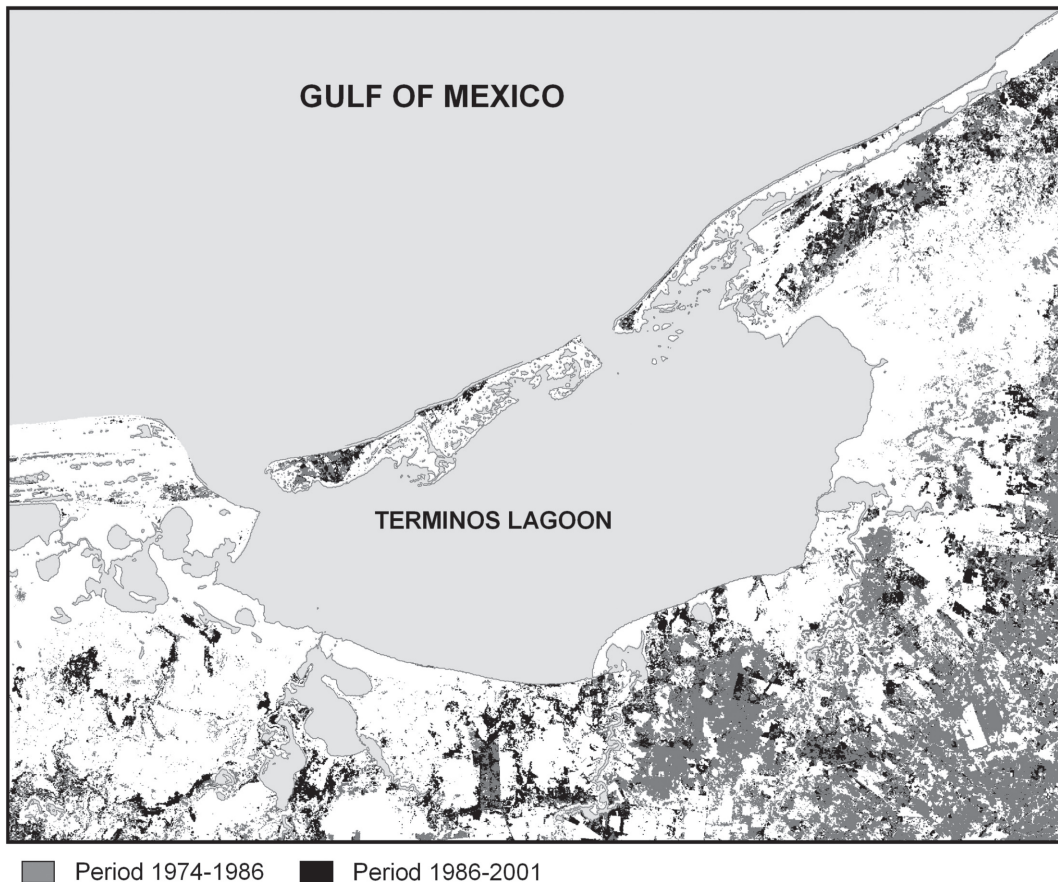 GULF OF MEXICO
TERMINOS LAGOON
Period 1974-1986 Period 1986-2001